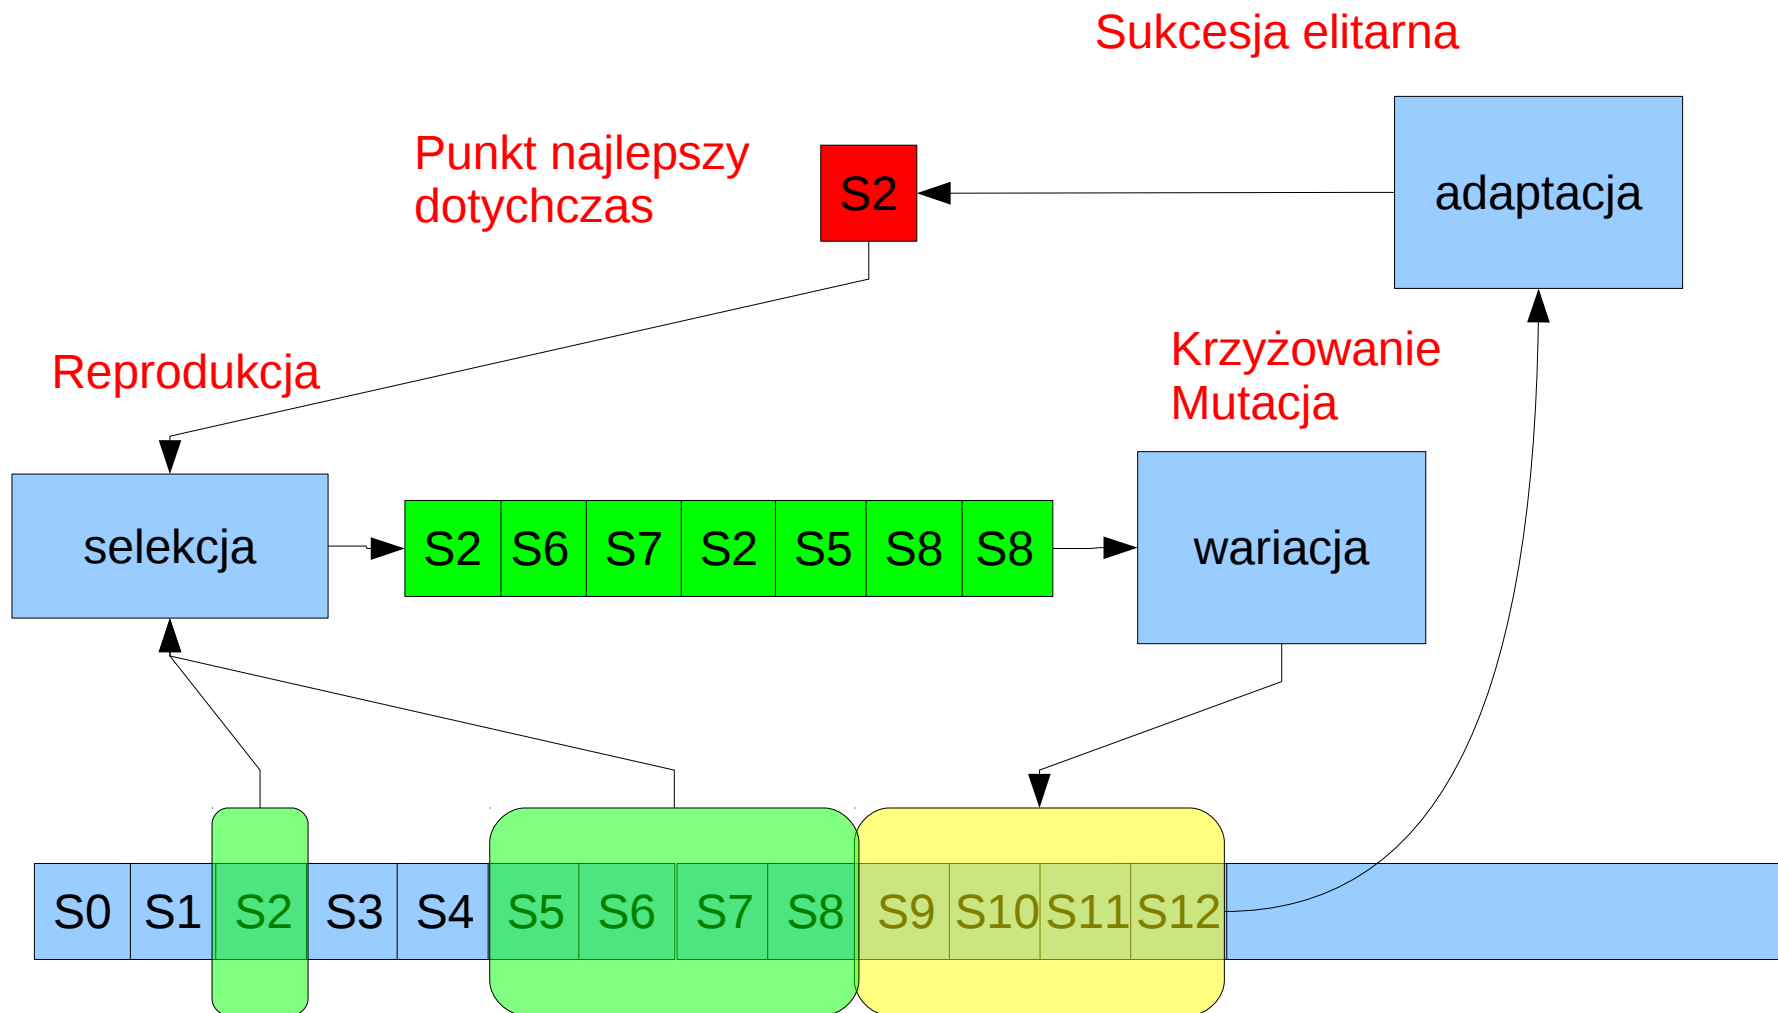 Sukcesja elitarna
Punkt najlepszy
dotychczas
S2
adaptacja
Reprodukcja
Krzyżowanie
Mutacja
selekcja
S2 S6 S7 S2 S5 S8 S8
wariacja
S0 S1 S2 S3 S4 S5 S6 S7 S8 S9 S10 S11 S12